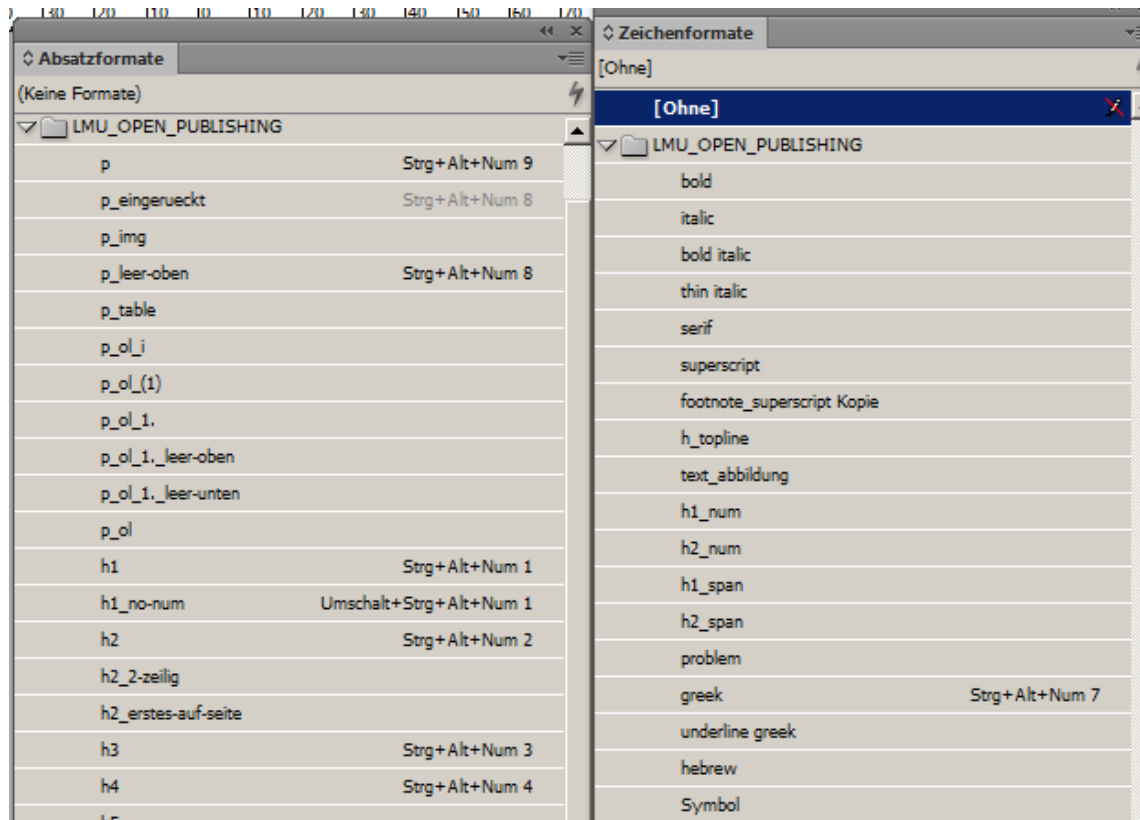 Absatzformate
(Keine Formate)
LMU_OPEN_PUBLISHING
p Strg+Alt+Num 9
p_eingerueckt Strg+Alt+Num 8
p_img
p_leer-oben Strg+Alt+Num 8
p_table
p_ol_i
p_ol_(1)
p_ol_1.
p_ol_1._leer-oben
p_ol_1._leer-unten
p_ol
h1 Strg+Alt+Num 1
h1_no-num Umschalt+Strg+Alt+Num 1
h2 Strg+Alt+Num 2
h2_2-zeilig
h2_erstes-auf-seite
h3 Strg+Alt+Num 3
h4 Strg+Alt+Num 4
Zeichenformate
[Ohne]
[Ohne]
LMU_OPEN_PUBLISHING
bold
italic
bold italic
thin italic
serif
superscript
footnote_superscript Kopie
h_topline
text_abbildung
h1_num
h2_num
h1_span
h2_span
problem
greek Strg+Alt+Num 7
underline greek
hebrew
Symbol